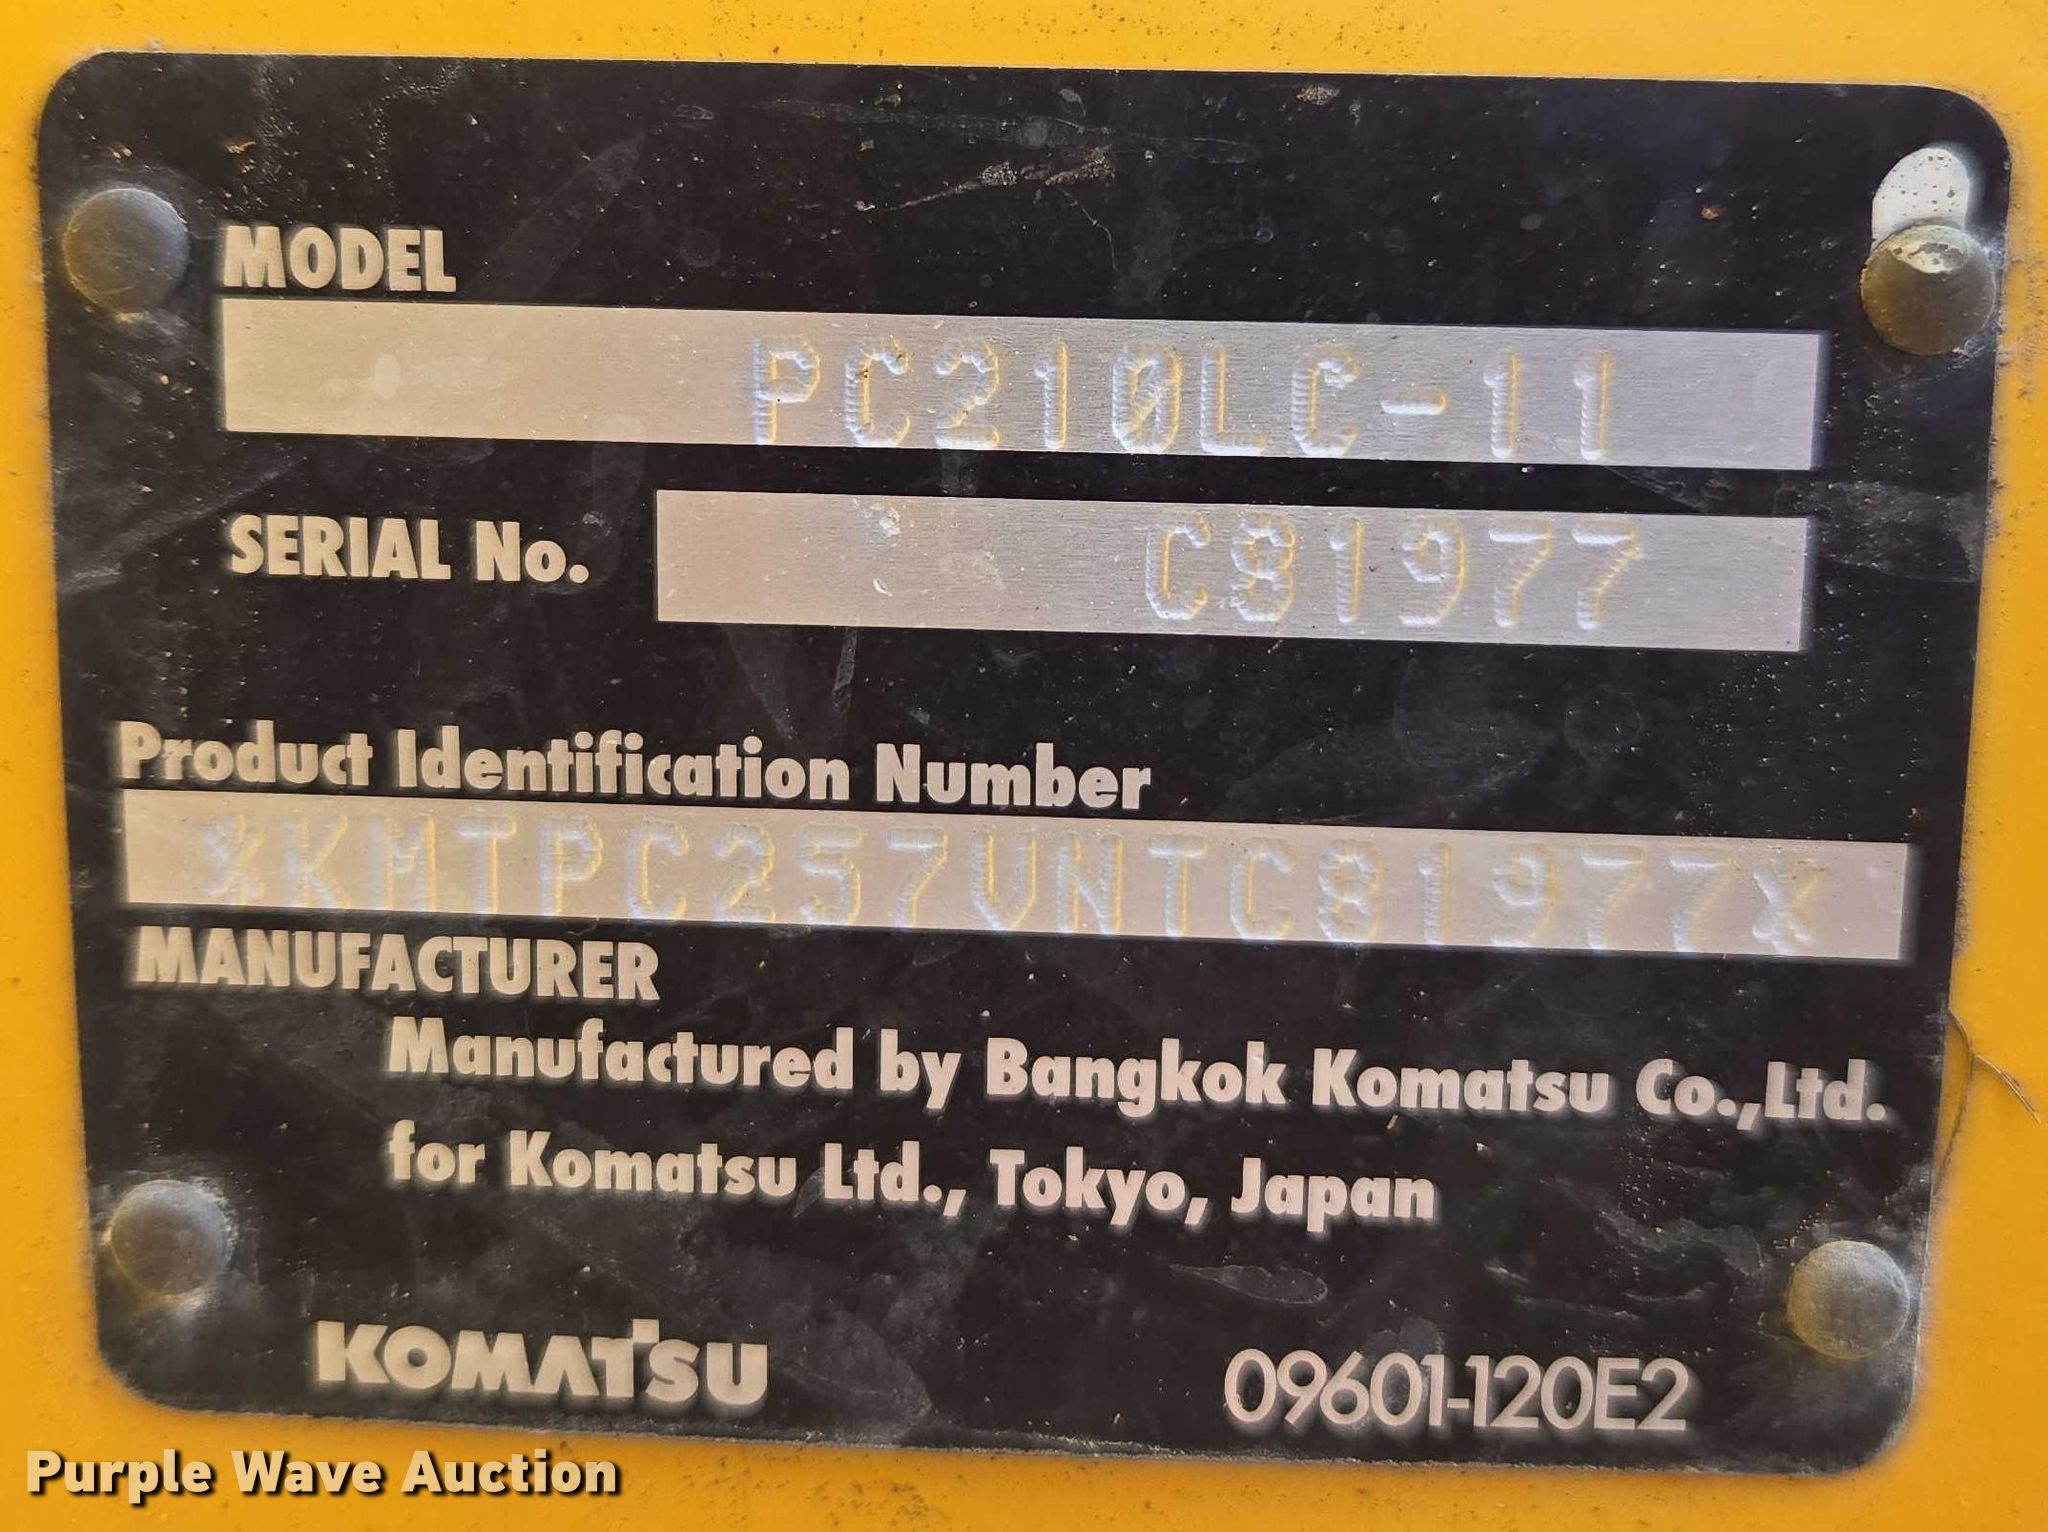 MODEL
PC210LC-11
SERIAL No.
C81977
Product Identification Number
*KMTPC257VNTC81977*
MANUFACTURER
Manufactured by Bangkok Komatsu Co.,Ltd.
for Komatsu Ltd., Tokyo, Japan
KOMATSU
09601-120E2
Purple Wave Auction